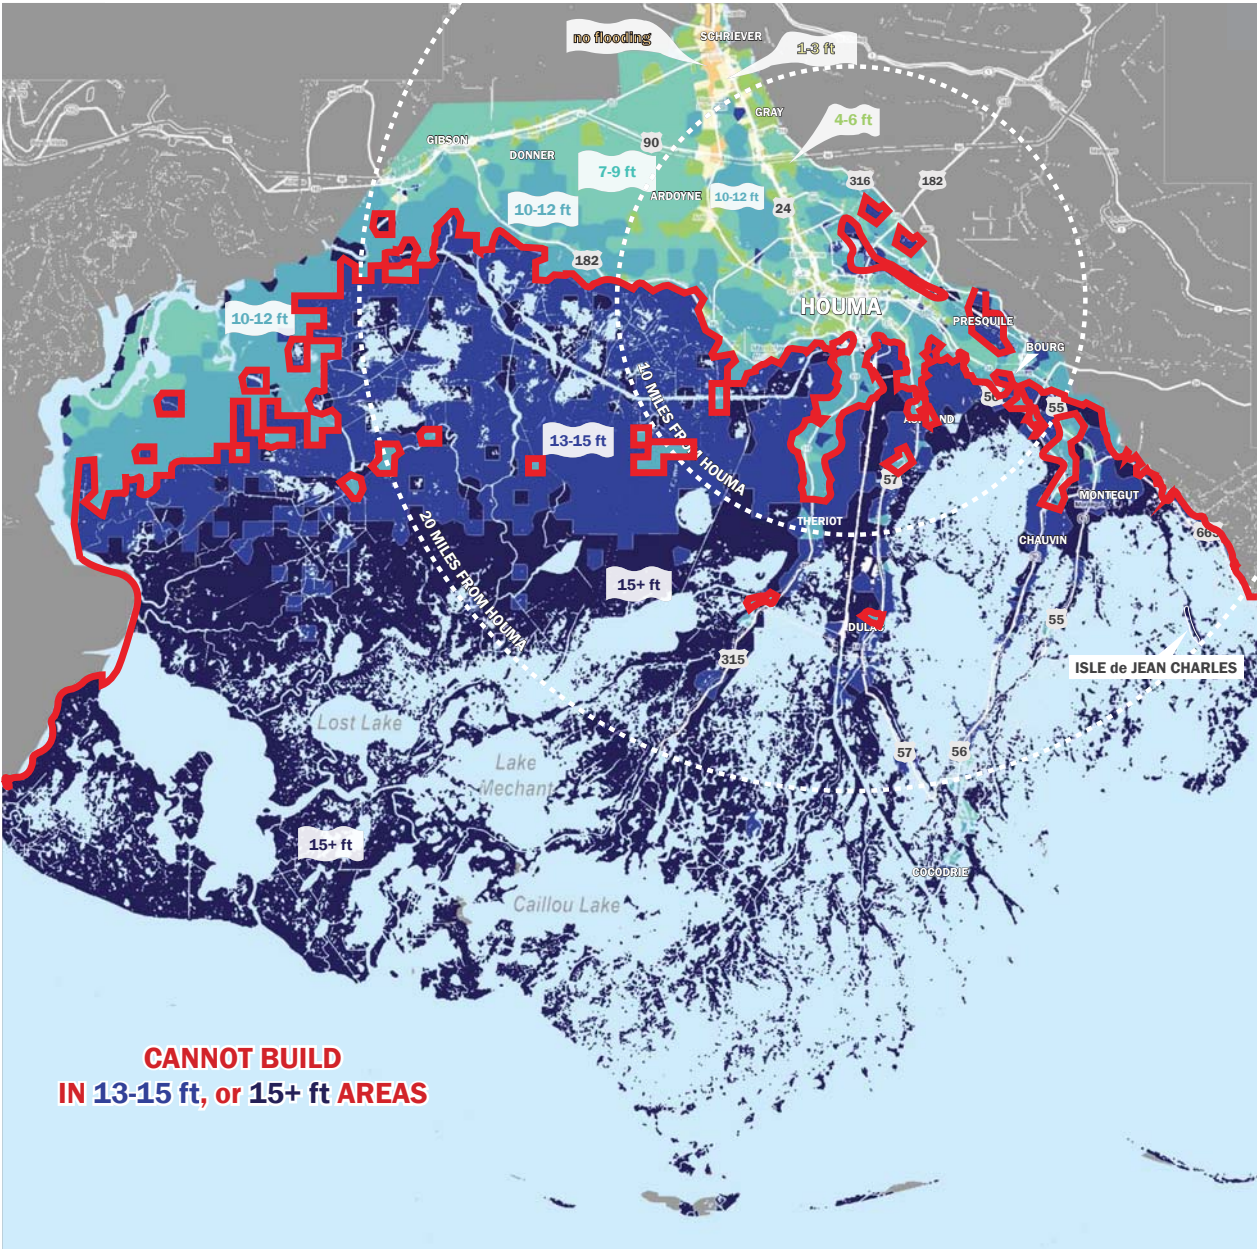 SCHRIEVER
no flooding
1-3 ft
GRAY
4-6 ft
GIBSON
90
DONNER
7-9 ft
316
182
ARDOYNE
10-12 ft
10-12 ft
24
182
HOUMA
10-12 ft
PRESQUILE
BOURG
10 MILES FROM HOUMA
56
55
13-15 ft
57
MONTEGUT
THERIOT
20 MILES FROM HOUMA
CHAUVIN
665
15+ ft
55
DULAC
315
ISLE de JEAN CHARLES
Lost Lake
57
56
Lake
Mechant
15+ ft
COCODRIE
Caillou Lake
CANNOT BUILD
IN 13-15 ft, or 15+ ft AREAS